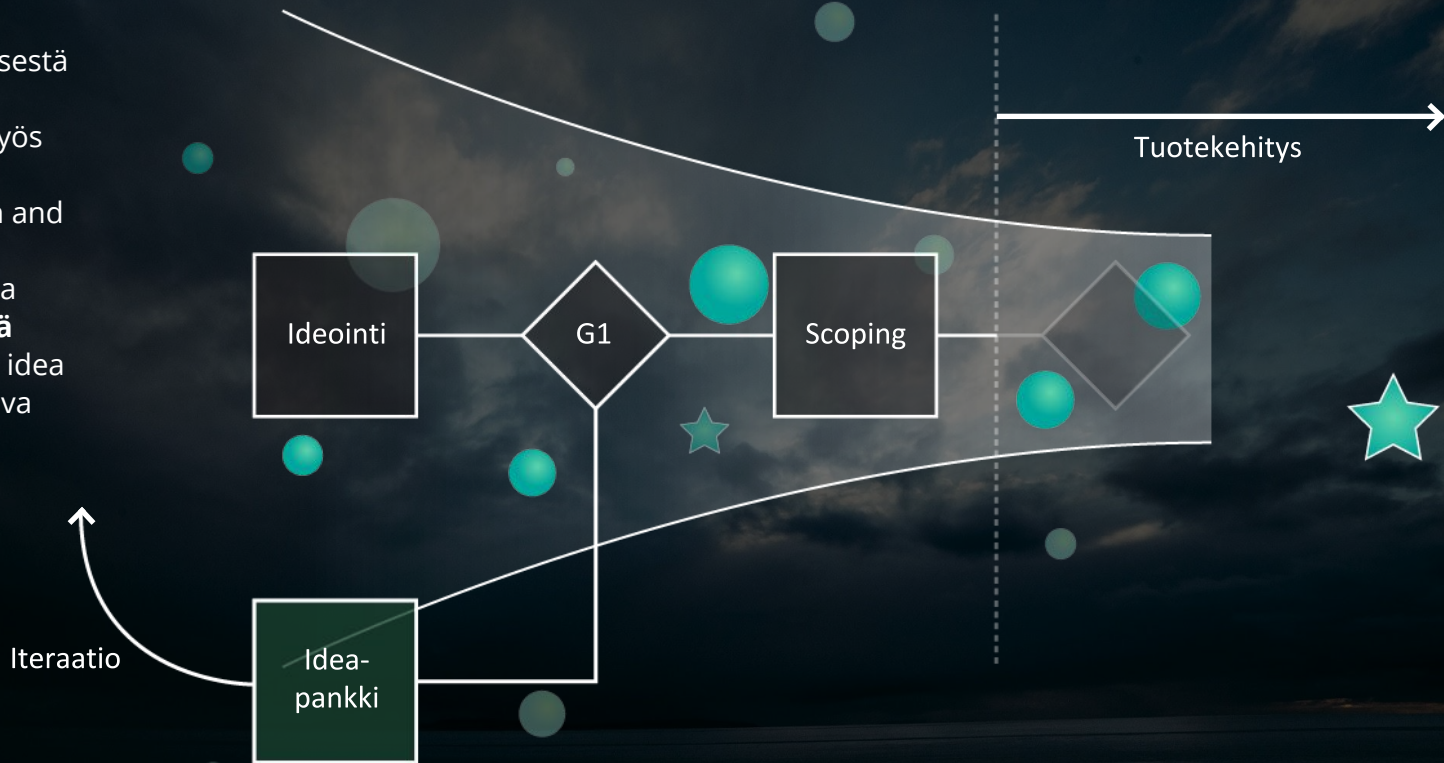 sestä
yös
and
a
ä
idea
va
Tuotekehitys
Ideointi
G1
Scoping
Iteraatio
Idea-
pankki